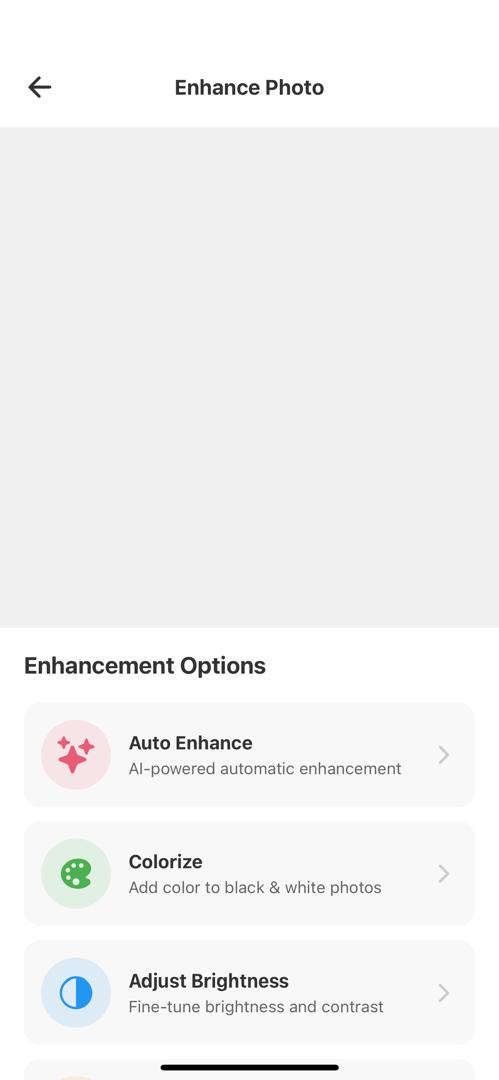 Enhance Photo
Enhancement Options
Auto Enhance
AI-powered automatic enhancement
Colorize
Add color to black & white photos
Adjust Brightness
Fine-tune brightness and contrast